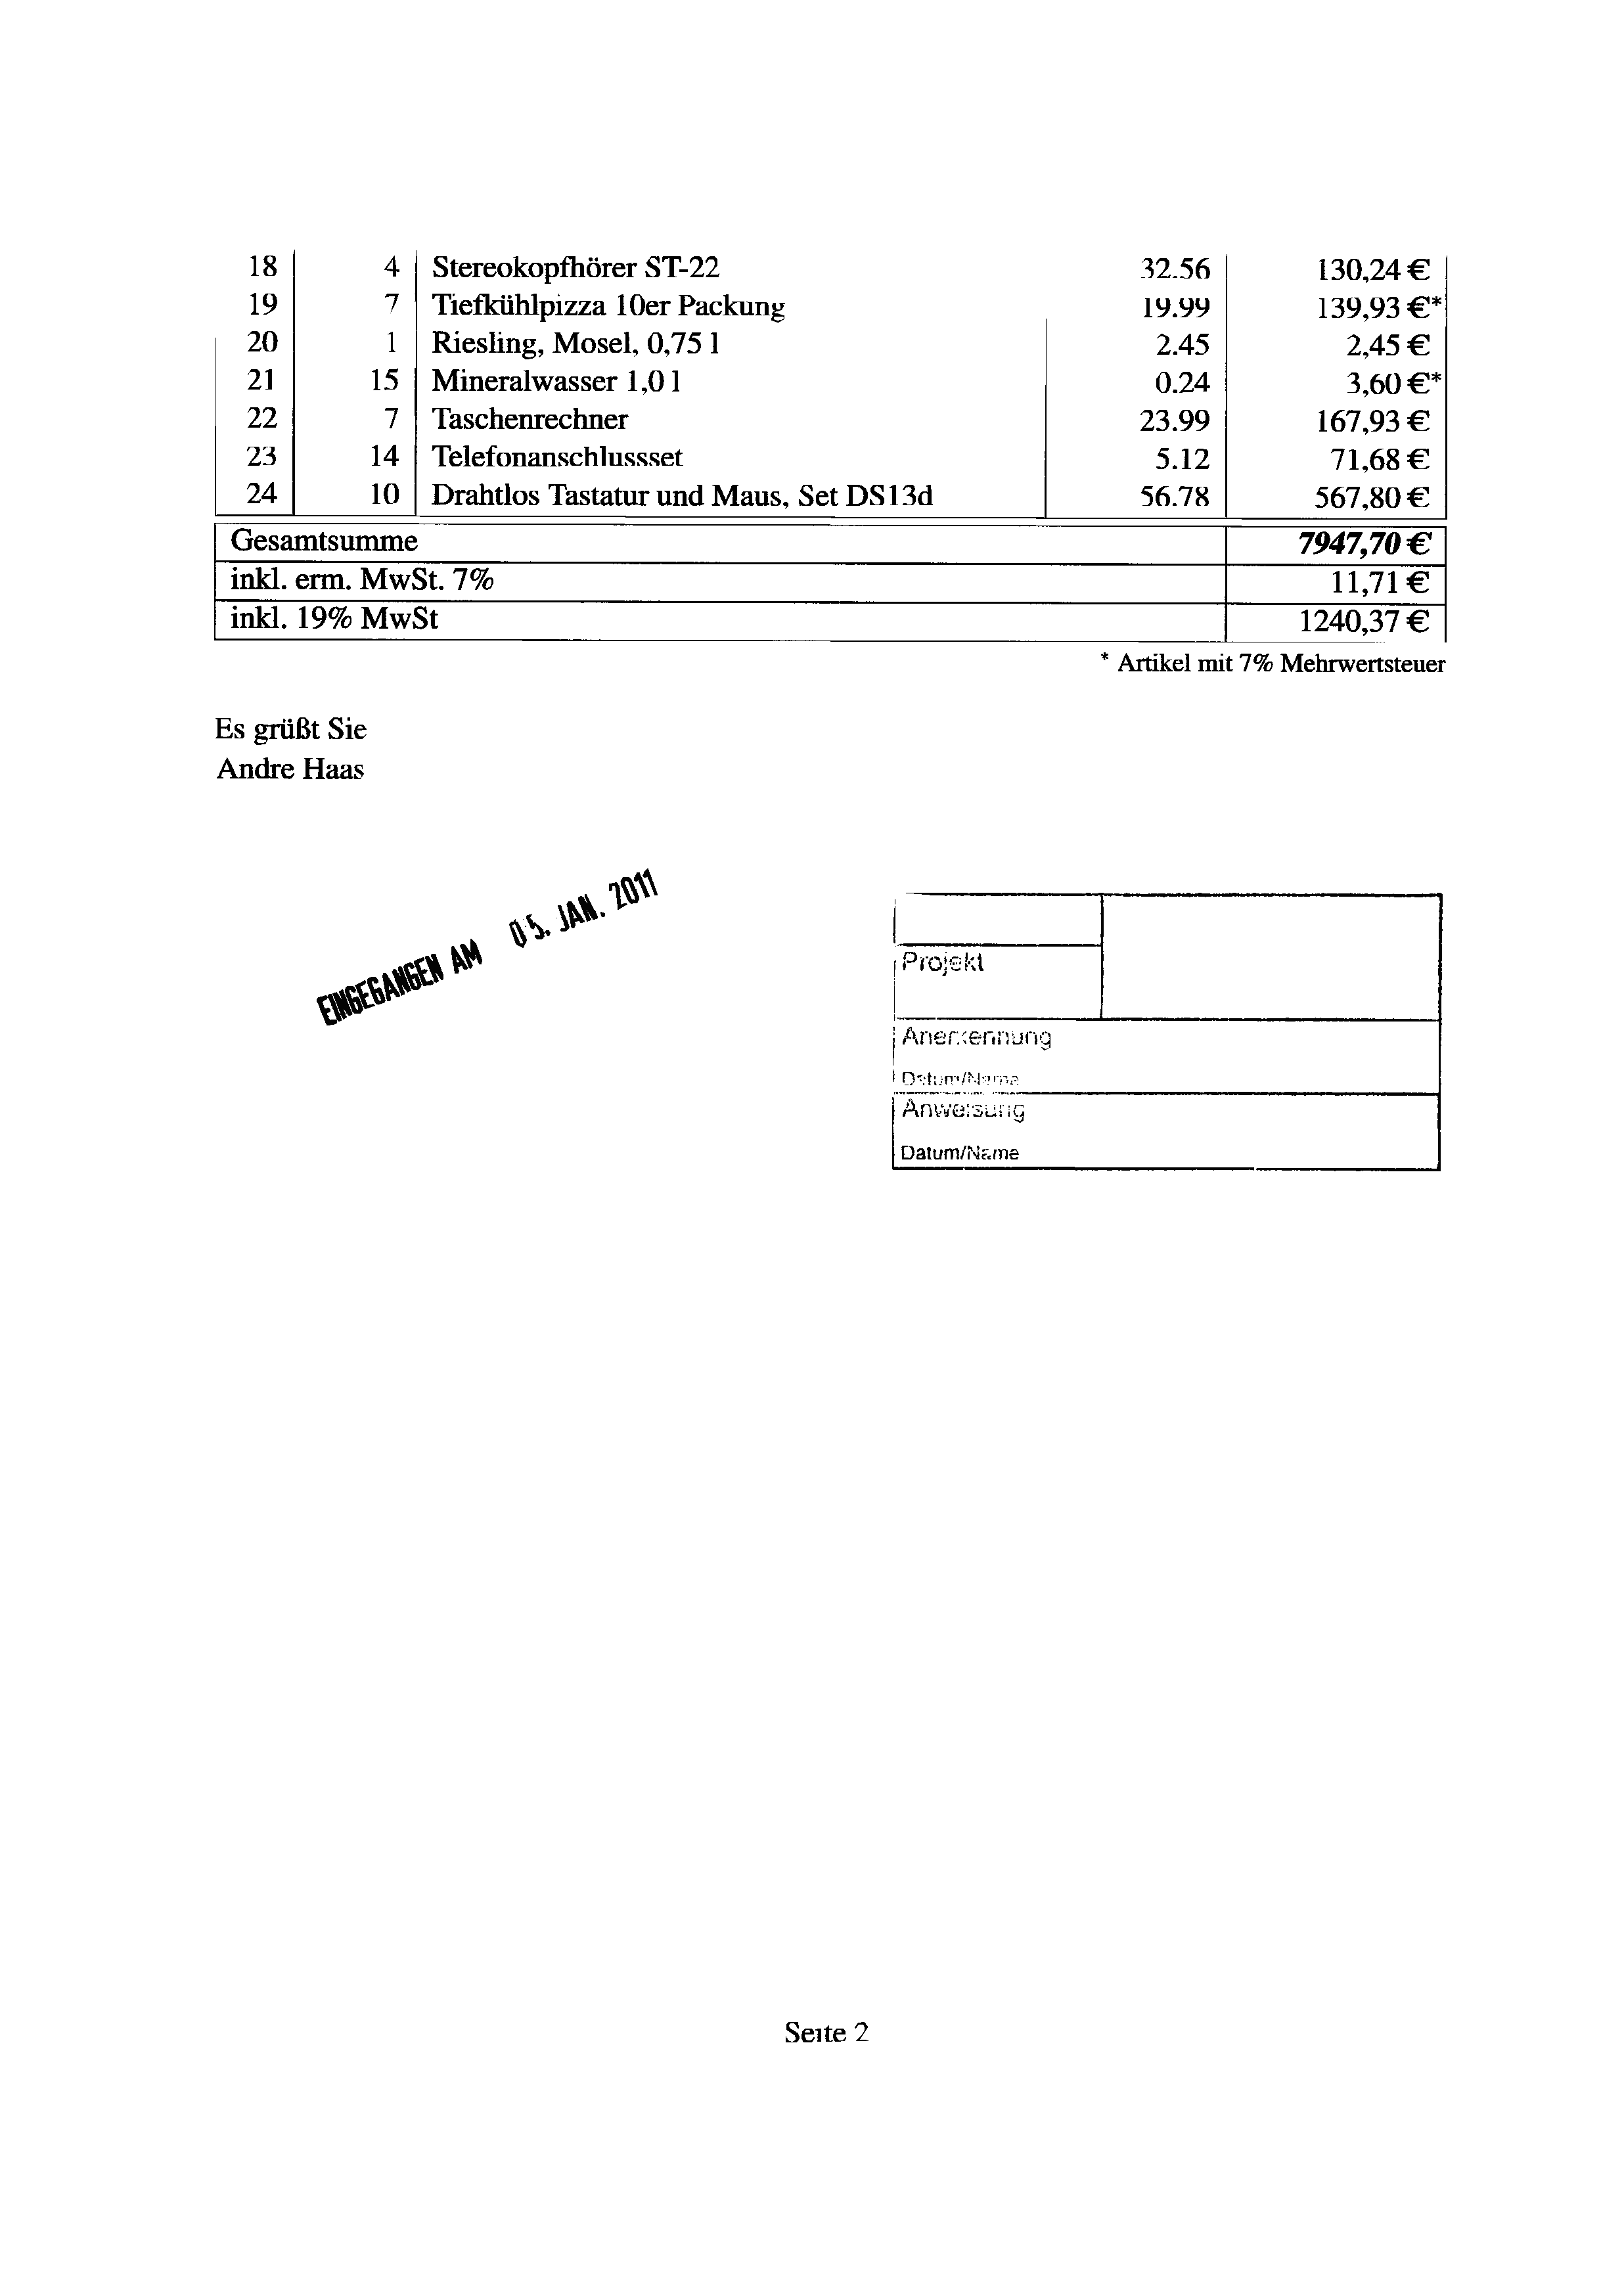 18 4 Stereokopfhörer ST-22 32.56 130,24 €
19 7 Tiefkühlpizza 10er Packung 19.99 139,93 €*
20 1 Riesling, Mosel, 0,75 l 2.45 2,45 €
21 15 Mineralwasser 1,0 l 0.24 3,60 €*
22 7 Taschenrechner 23.99 167,93 €
23 14 Telefonanschlussset 5.12 71,68 €
24 10 Drahtlos Tastatur und Maus, Set DS13d 56.78 567,80 €
Gesamtsumme 7947,70 €
inkl. erm. MwSt. 7% 11,71 €
inkl. 19% MwSt 1240,37 €
* Artikel mit 7% Mehrwertsteuer
Es grüßt Sie
Andre Haas
EINGEGANGEN AM 05. JAN. 2011
Projekt
Anerkennung
Datum/Name
Anweisung
Datum/Name
Seite 2